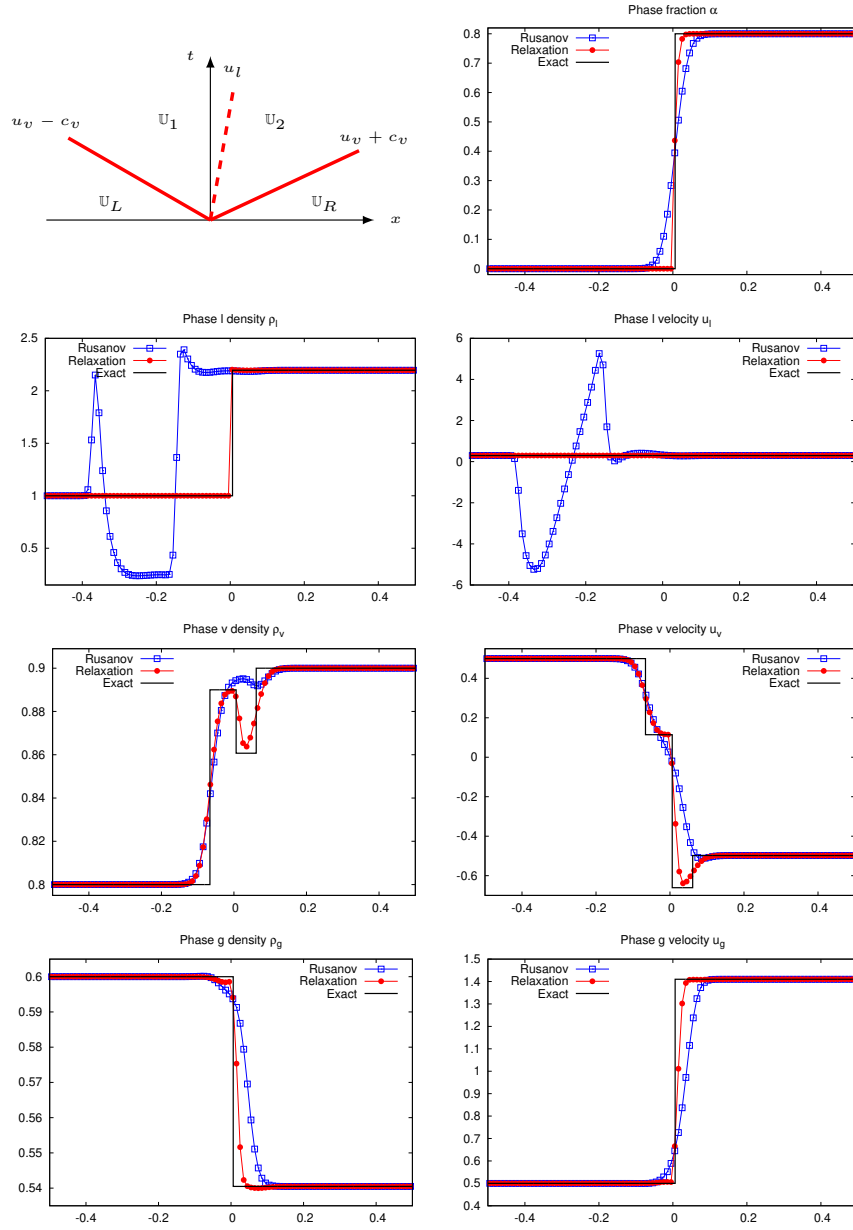 t
u_l
u_v − c_v
𝕌_1
𝕌_2
u_v + c_v
𝕌_L
𝕌_R
x
Phase fraction α
Rusanov
Relaxation
Exact
0.8
0.7
0.6
0.5
0.4
0.3
0.2
0.1
0
-0.4 -0.2 0 0.2 0.4
Phase l density ρ_l
Rusanov
Relaxation
Exact
2.5
2
1.5
1
0.5
-0.4 -0.2 0 0.2 0.4
Phase l velocity u_l
Rusanov
Relaxation
Exact
6
4
2
0
-2
-4
-6
-0.4 -0.2 0 0.2 0.4
Phase v density ρ_v
Rusanov
Relaxation
Exact
0.9
0.88
0.86
0.84
0.82
0.8
-0.4 -0.2 0 0.2 0.4
Phase v velocity u_v
Rusanov
Relaxation
Exact
0.4
0.2
0
-0.2
-0.4
-0.6
-0.4 -0.2 0 0.2 0.4
Phase g density ρ_g
Rusanov
Relaxation
Exact
0.6
0.59
0.58
0.57
0.56
0.55
0.54
-0.4 -0.2 0 0.2 0.4
Phase g velocity u_g
Rusanov
Relaxation
Exact
1.5
1.4
1.3
1.2
1.1
1
0.9
0.8
0.7
0.6
0.5
0.4
-0.4 -0.2 0 0.2 0.4